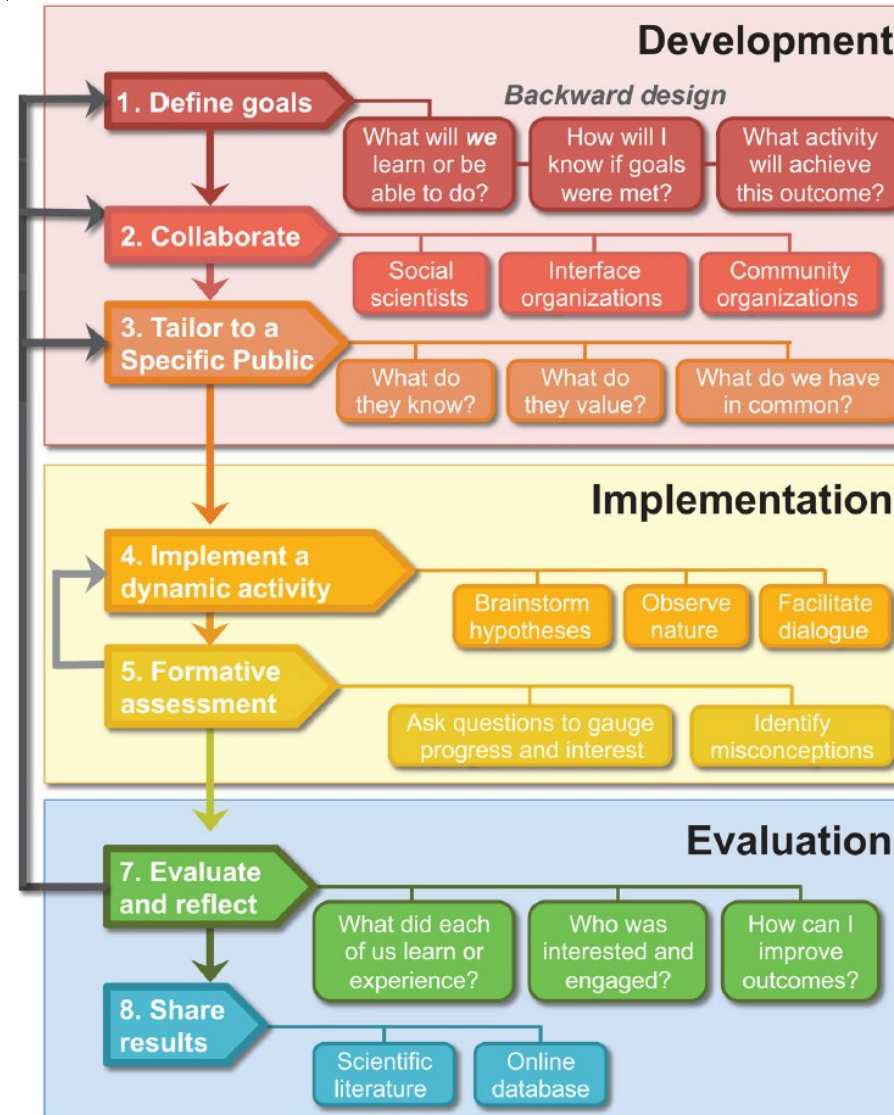 Development
1. Define goals
Backward design
What will we
learn or be
able to do?
How will I
know if goals
were met?
What activity
will achieve
this outcome?
2. Collaborate
Social
scientists
Interface
organizations
Community
organizations
3. Tailor to a
Specific Public
What do
they know?
What do
they value?
What do we have
in common?
Implementation
4. Implement a
dynamic activity
Brainstorm
hypotheses
Observe
nature
Facilitate
dialogue
5. Formative
assessment
Ask questions to gauge
progress and interest
Identify
misconceptions
Evaluation
7. Evaluate
and reflect
What did each
of us learn or
experience?
Who was
interested and
engaged?
How can I
improve
outcomes?
8. Share
results
Scientific
literature
Online
database